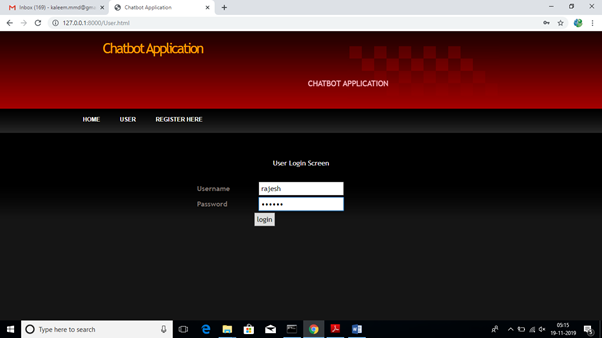 Inbox (169) - kaleem.mmd@gma
Chatbot Application
127.0.0.1:8000/User.html
Chatbot Application
CHATBOT APPLICATION
HOME
USER
REGISTER HERE
User Login Screen
Username
rajesh
Password
••••••
login
Type here to search
05:15
19-11-2019